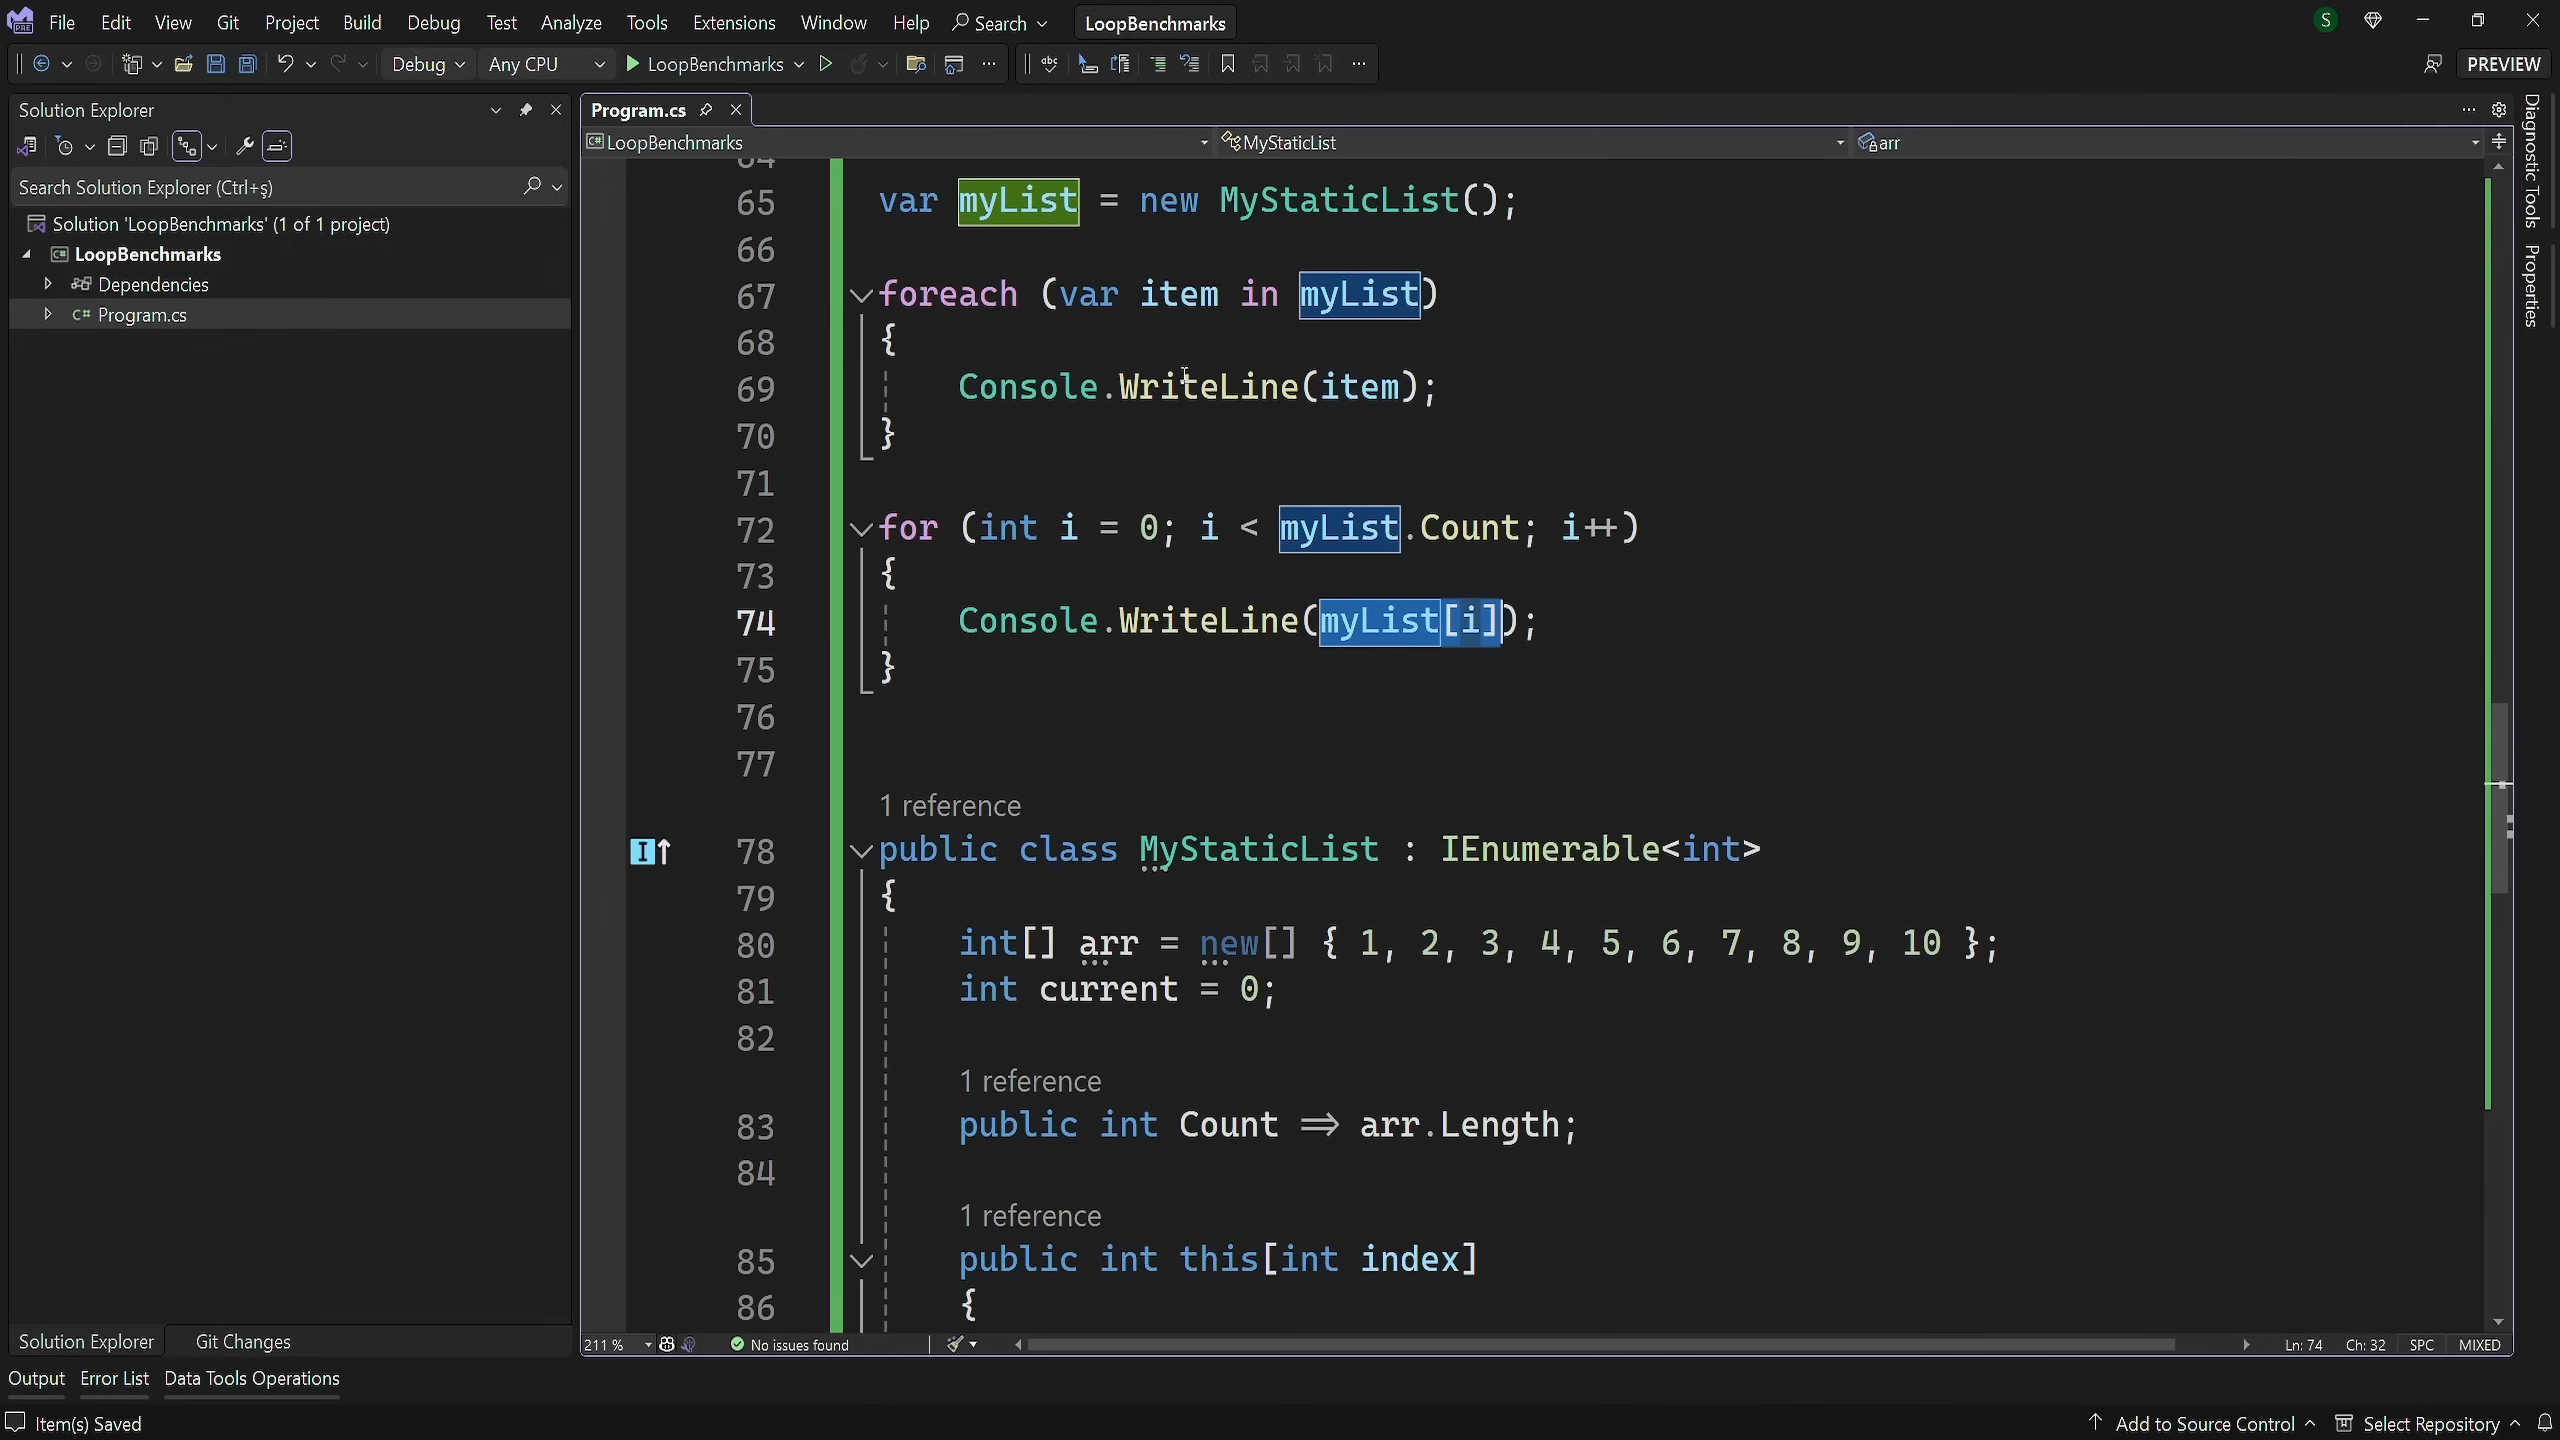 File Edit View Git Project Build Debug Test Analyze Tools Extensions Window Help Search LoopBenchmarks S
Debug Any CPU LoopBenchmarks abc PREVIEW
Solution Explorer
Search Solution Explorer (Ctrl+ş)
Solution 'LoopBenchmarks' (1 of 1 project)
C# LoopBenchmarks
Dependencies
C# Program.cs
Solution Explorer Git Changes
Program.cs
C# LoopBenchmarks MyStaticList arr
64
65 var myList = new MyStaticList();
66
67 foreach (var item in myList)
68 {
69 Console.WriteLine(item);
70 }
71
72 for (int i = 0; i < myList.Count; i++)
73 {
74 Console.WriteLine(myList[i]);
75 }
76
77
1 reference
78 public class MyStaticList : IEnumerable<int>
79 {
80 int[] arr = new[] { 1, 2, 3, 4, 5, 6, 7, 8, 9, 10 };
81 int current = 0;
82
1 reference
83 public int Count => arr.Length;
84
1 reference
85 public int this[int index]
86 {
211 % No issues found Ln: 74 Ch: 32 SPC MIXED
Diagnostic Tools
Properties
Output Error List Data Tools Operations
Item(s) Saved Add to Source Control Select Repository